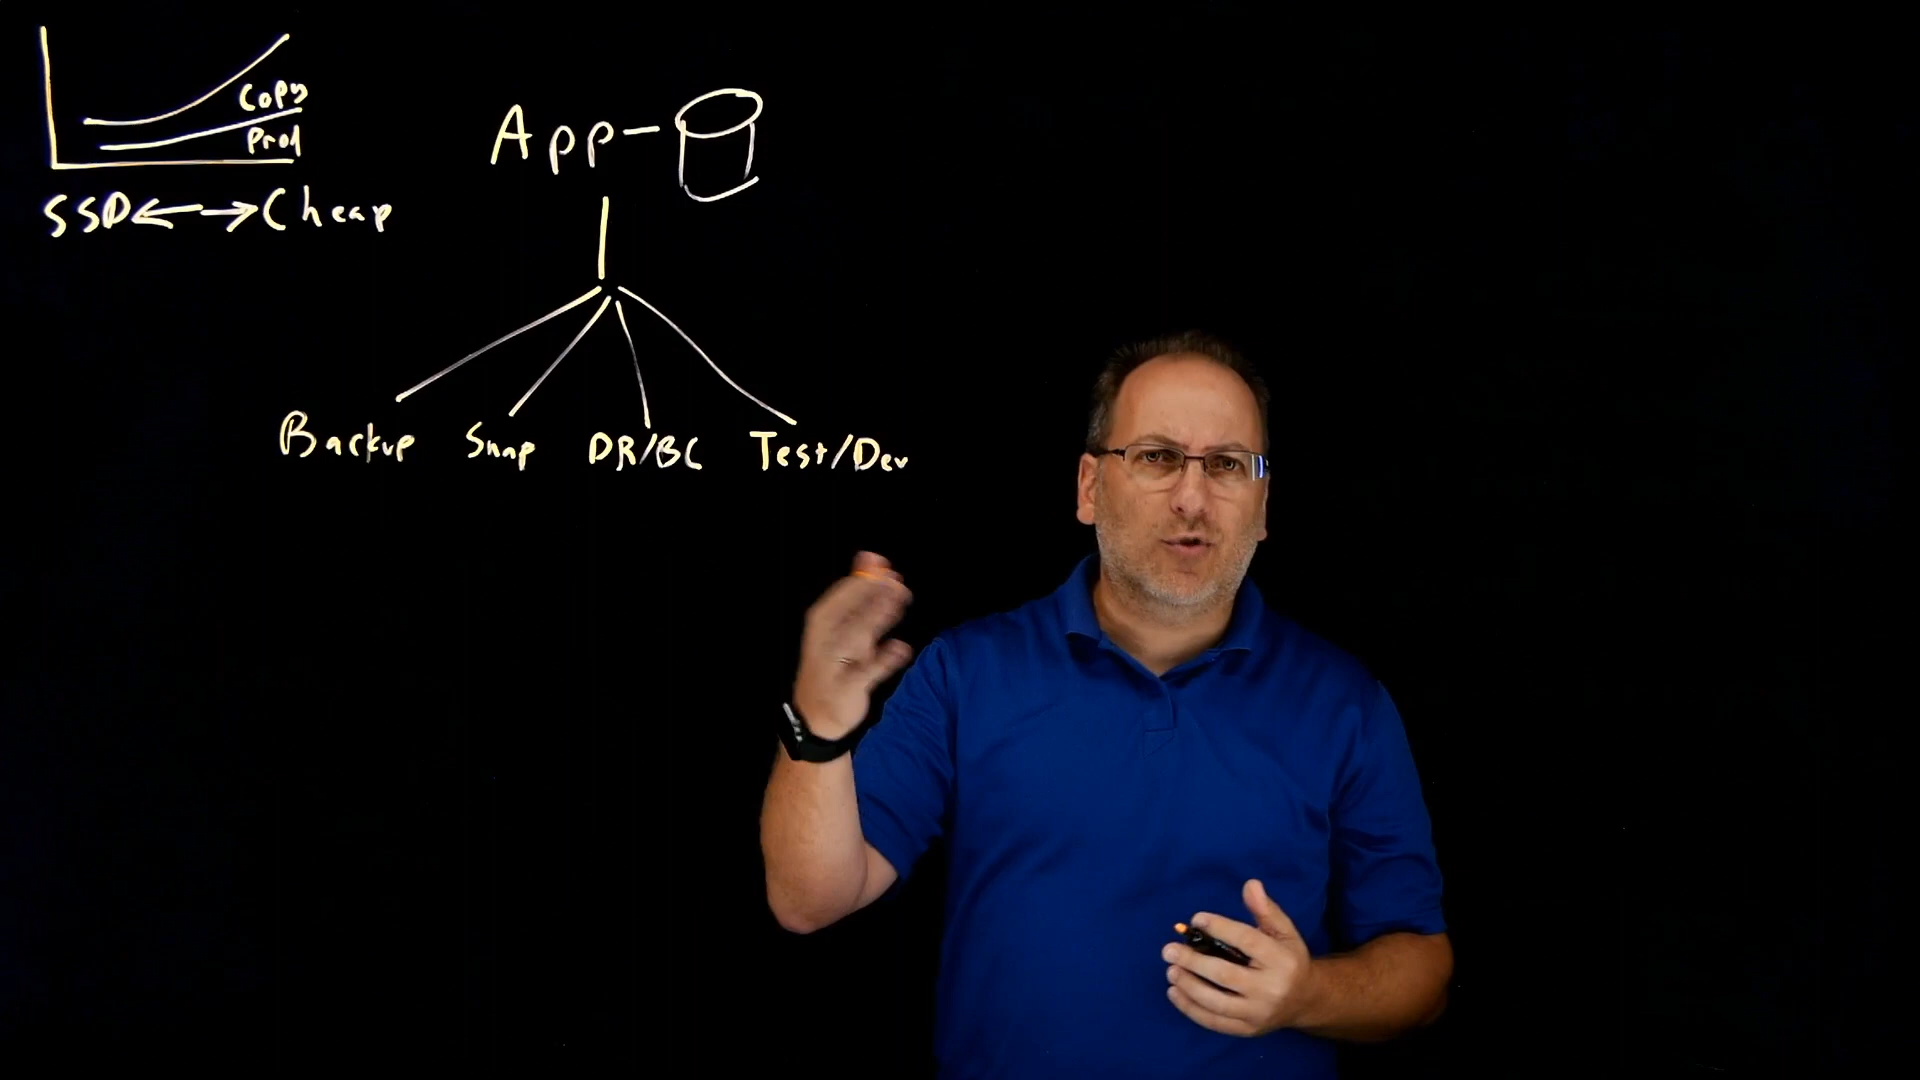 Copy
Prod
SSD ←→ Cheap
App-
Backup Snap DR/BC Test/Dev